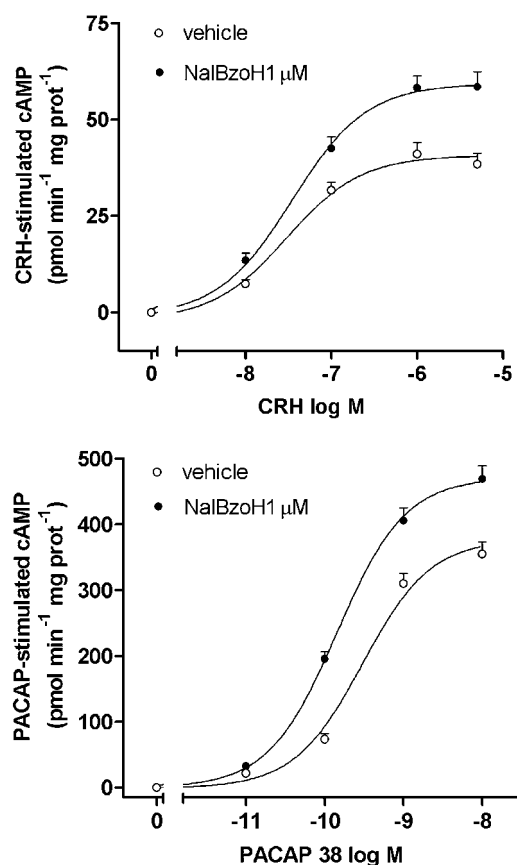 75
50
25
0
CRH-stimulated cAMP
(pmol min⁻¹ mg prot⁻¹)
vehicle
NalBzoH1 μM
0
-8
-7
-6
-5
CRH log M
500
400
300
200
100
0
PACAP-stimulated cAMP
(pmol min⁻¹ mg prot⁻¹)
vehicle
NalBzoH1 μM
0
-11
-10
-9
-8
PACAP 38 log M